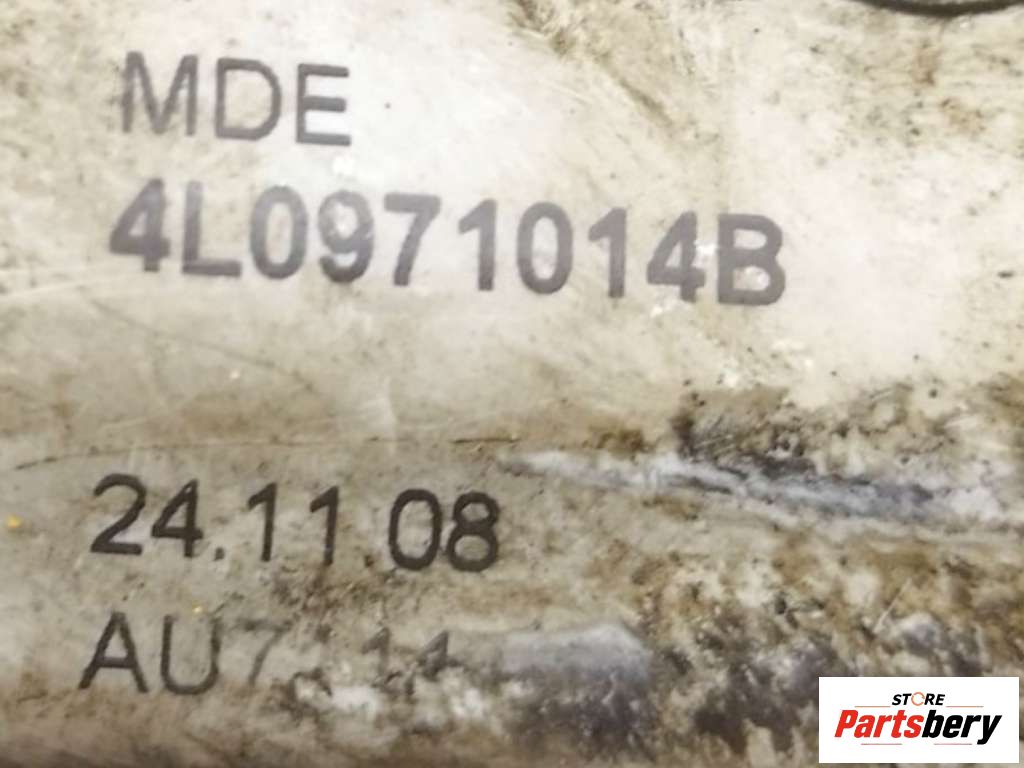 MDE
4L0971014B
24.11.08
STORE
Partsbery